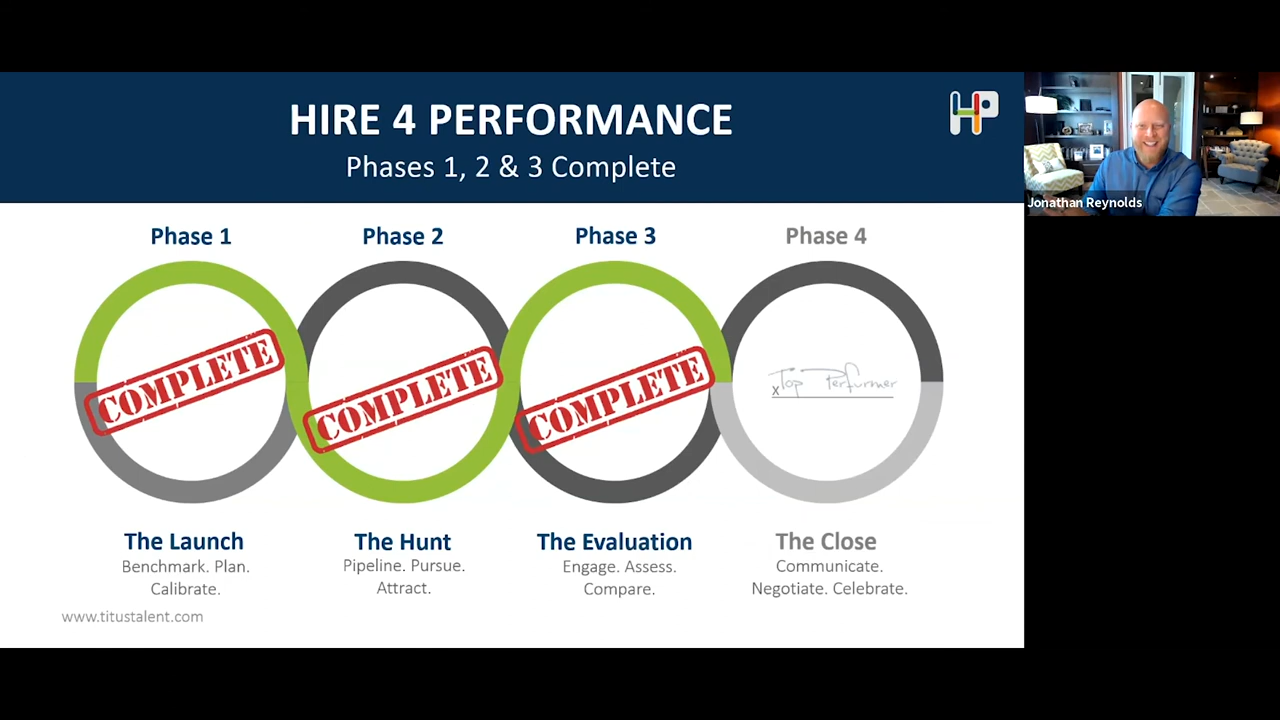 HIRE 4 PERFORMANCE
Phases 1, 2 & 3 Complete
HP
Jonathan Reynolds
Phase 1
Phase 2
Phase 3
Phase 4
COMPLETE
COMPLETE
COMPLETE
x Top Performer
The Launch
Benchmark. Plan.
Calibrate.
The Hunt
Pipeline. Pursue.
Attract.
The Evaluation
Engage. Assess.
Compare.
The Close
Communicate.
Negotiate. Celebrate.
www.titustalent.com